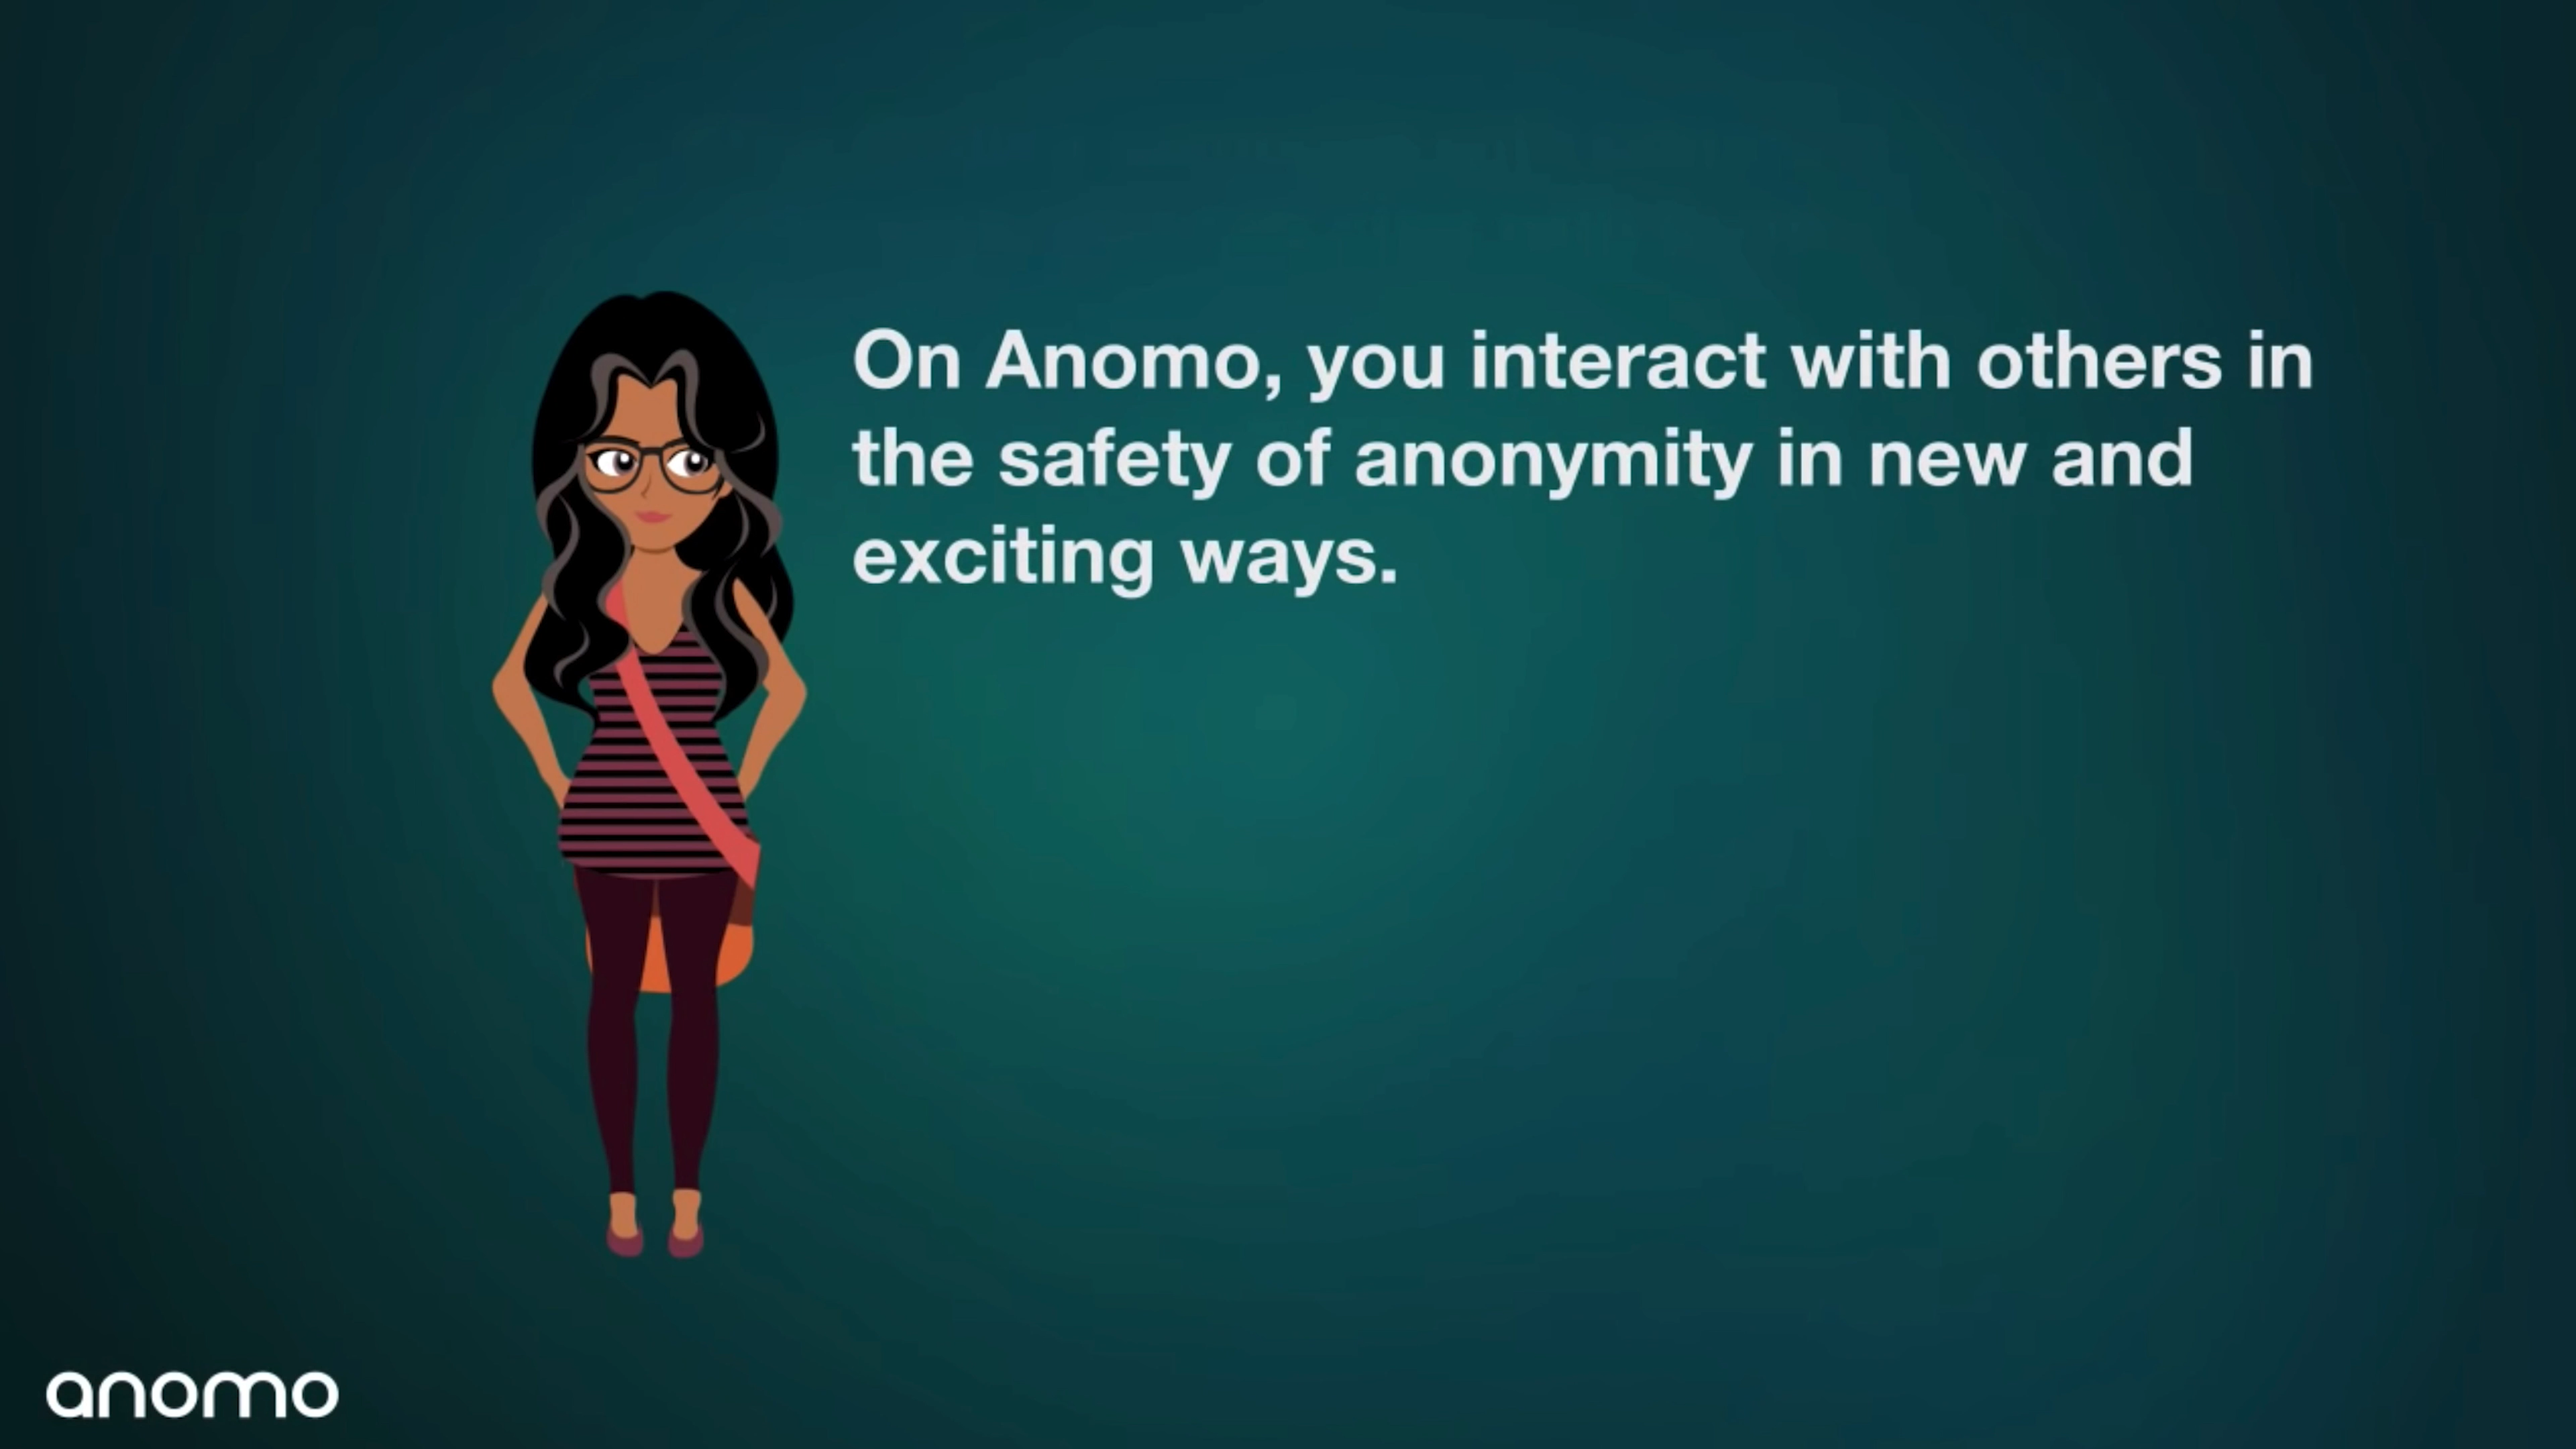 On Anomo, you interact with others in
the safety of anonymity in new and
exciting ways.
anomo